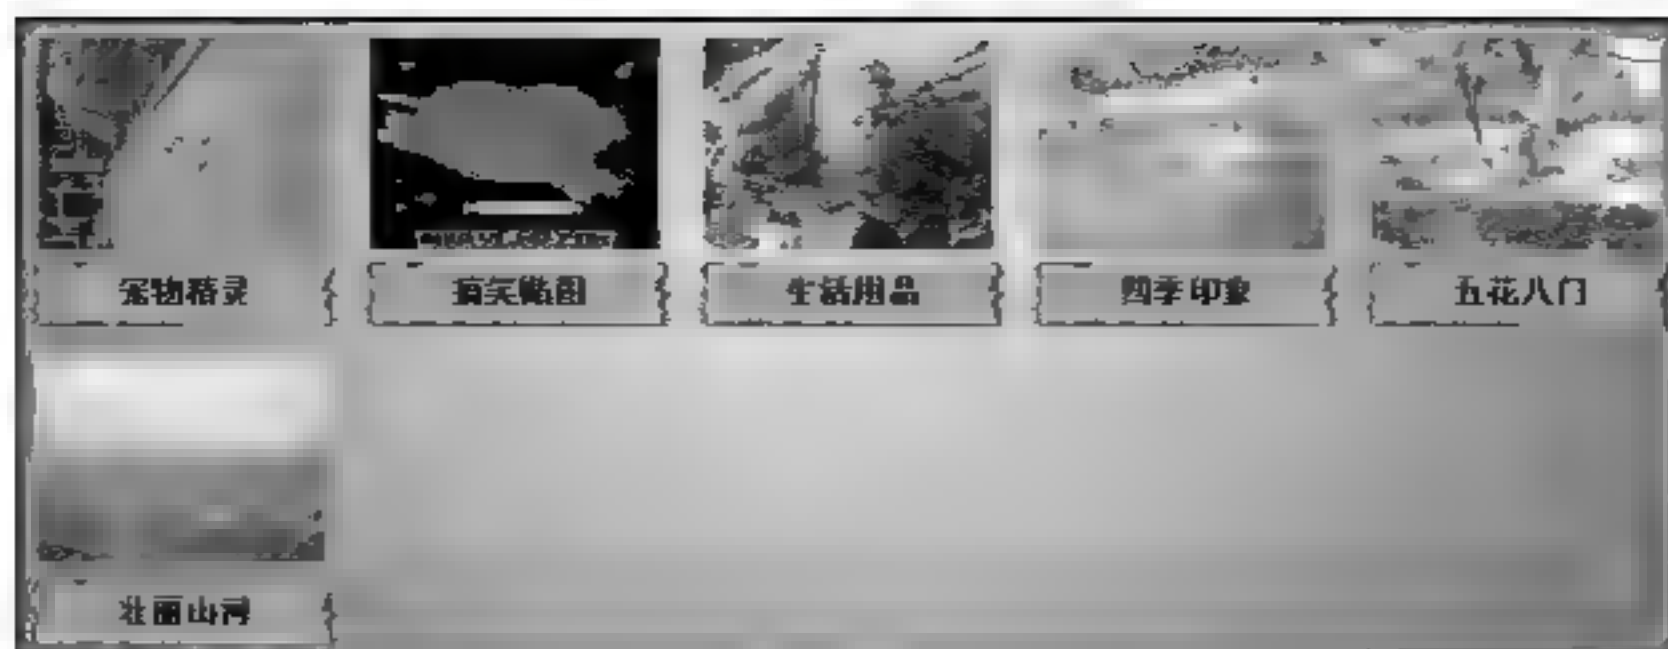 宠物精灵
搞笑贴图
生活用品
四季印象
五花八门
壮丽山河